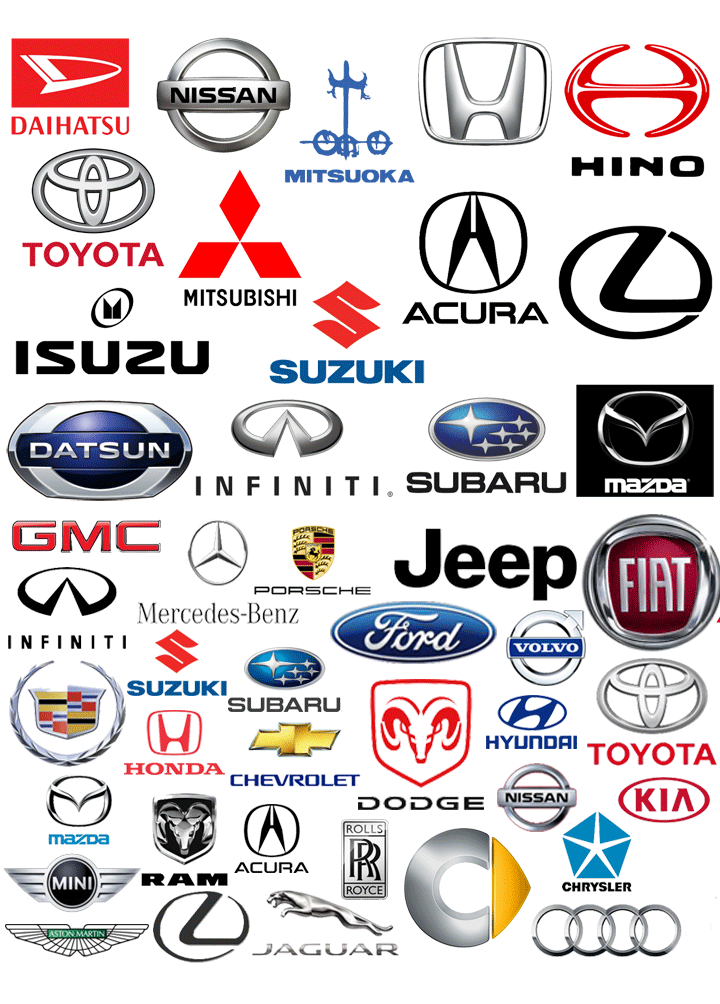 DAIHATSU
NISSAN
MITSUOKA
HINO
TOYOTA
MITSUBISHI
ACURA
ISUZU
SUZUKI
DATSUN
INFINITI®
SUBARU
mazda
GMC
Mercedes-Benz
PORSCHE
PORSCHE
Jeep
FIAT
INFINITI
SUZUKI
SUBARU
Ford
VOLVO
HYUNDAI
TOYOTA
HONDA
CHEVROLET
DODGE
NISSAN
KIA
mazda
RAM
ACURA
ROLLS
RR
ROYCE
CHRYSLER
MINI
ASTON MARTIN
JAGUAR